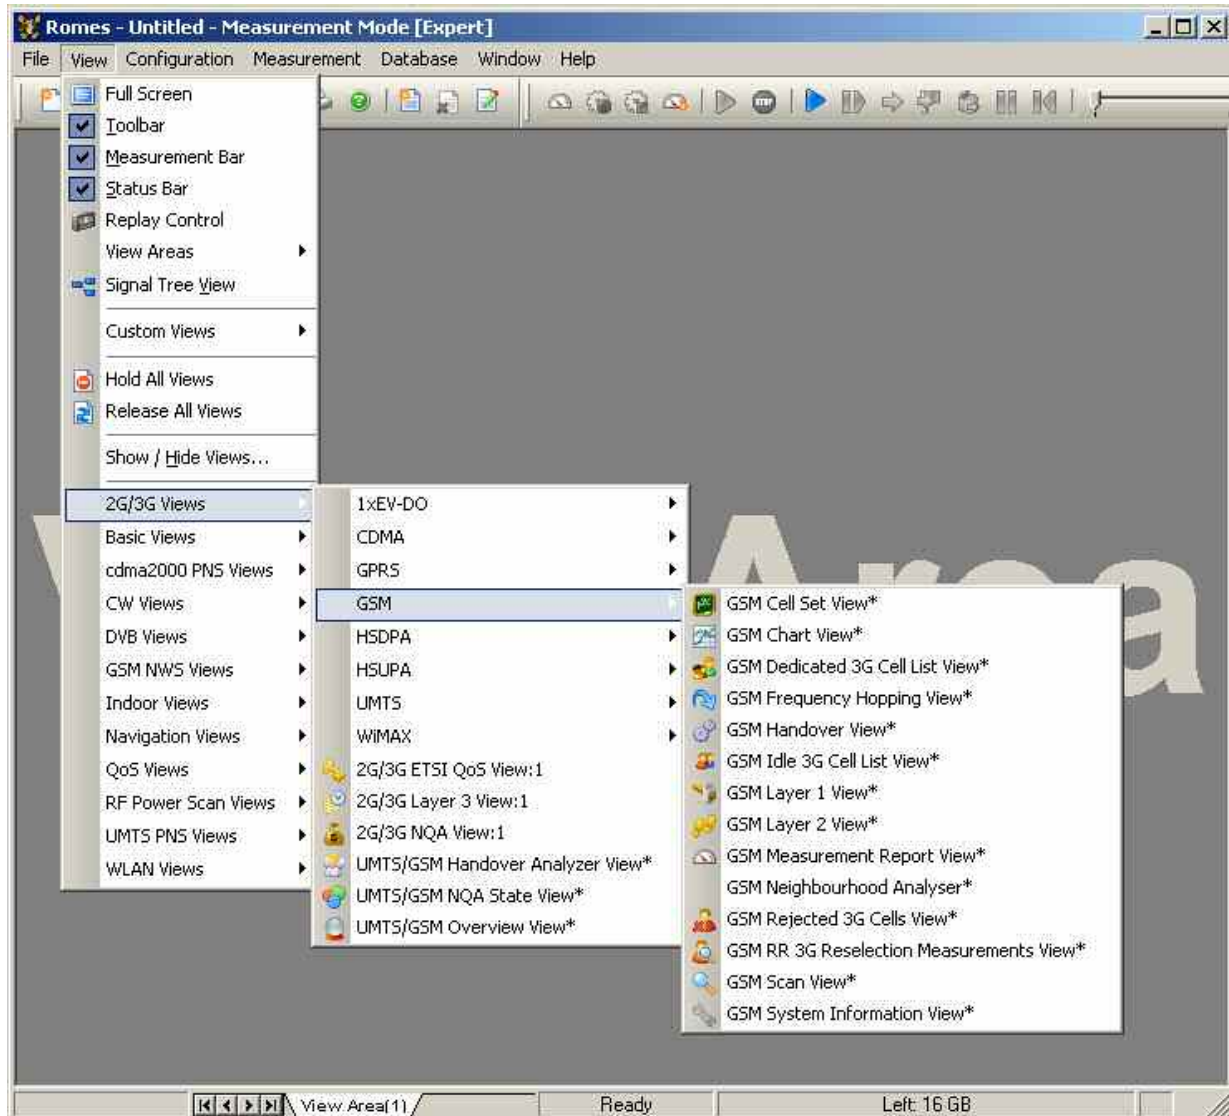 Romes - Untitled - Measurement Mode [Expert]
File View Configuration Measurement Database Window Help
Full Screen
Toolbar
Measurement Bar
Status Bar
Replay Control
View Areas
Signal Tree View
Custom Views
Hold All Views
Release All Views
Show / Hide Views...
2G/3G Views
Basic Views
cdma2000 PNS Views
CW Views
DVB Views
GSM NWS Views
Indoor Views
Navigation Views
QoS Views
RF Power Scan Views
UMTS PNS Views
WLAN Views
1xEV-DO
CDMA
GPRS
GSM
HSDPA
HSUPA
UMTS
WiMAX
2G/3G ETSI QoS View:1
2G/3G Layer 3 View:1
2G/3G NQA View:1
UMTS/GSM Handover Analyzer View*
UMTS/GSM NQA State View*
UMTS/GSM Overview View*
GSM Cell Set View*
GSM Chart View*
GSM Dedicated 3G Cell List View*
GSM Frequency Hopping View*
GSM Handover View*
GSM Idle 3G Cell List View*
GSM Layer 1 View*
GSM Layer 2 View*
GSM Measurement Report View*
GSM Neighbourhood Analyser*
GSM Rejected 3G Cells View*
GSM RR 3G Reselection Measurements View*
GSM Scan View*
GSM System Information View*
Area
View Area(1) Ready Left: 16 GB